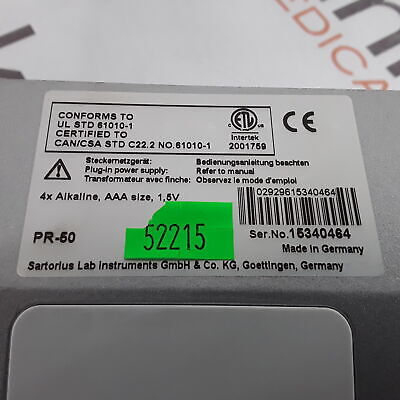 MEDICA
CONFORMS TO
UL STD 61010-1
CERTIFIED TO
CAN/CSA STD C22.2 NO.61010-1
ETL
Intertek
2001759
CE
Steckernetzgerät: Bedienungsanleitung beachten
Plug-in power supply: Refer to manual
Transformateur avec fiche: Observez le mode d'emploi
4x Alkaline, AAA size, 1,5V
02929615340464
PR-50
52215
Ser.No.15340464
Made in Germany
Sartorius Lab Instruments GmbH & Co. KG, Goettingen, Germany